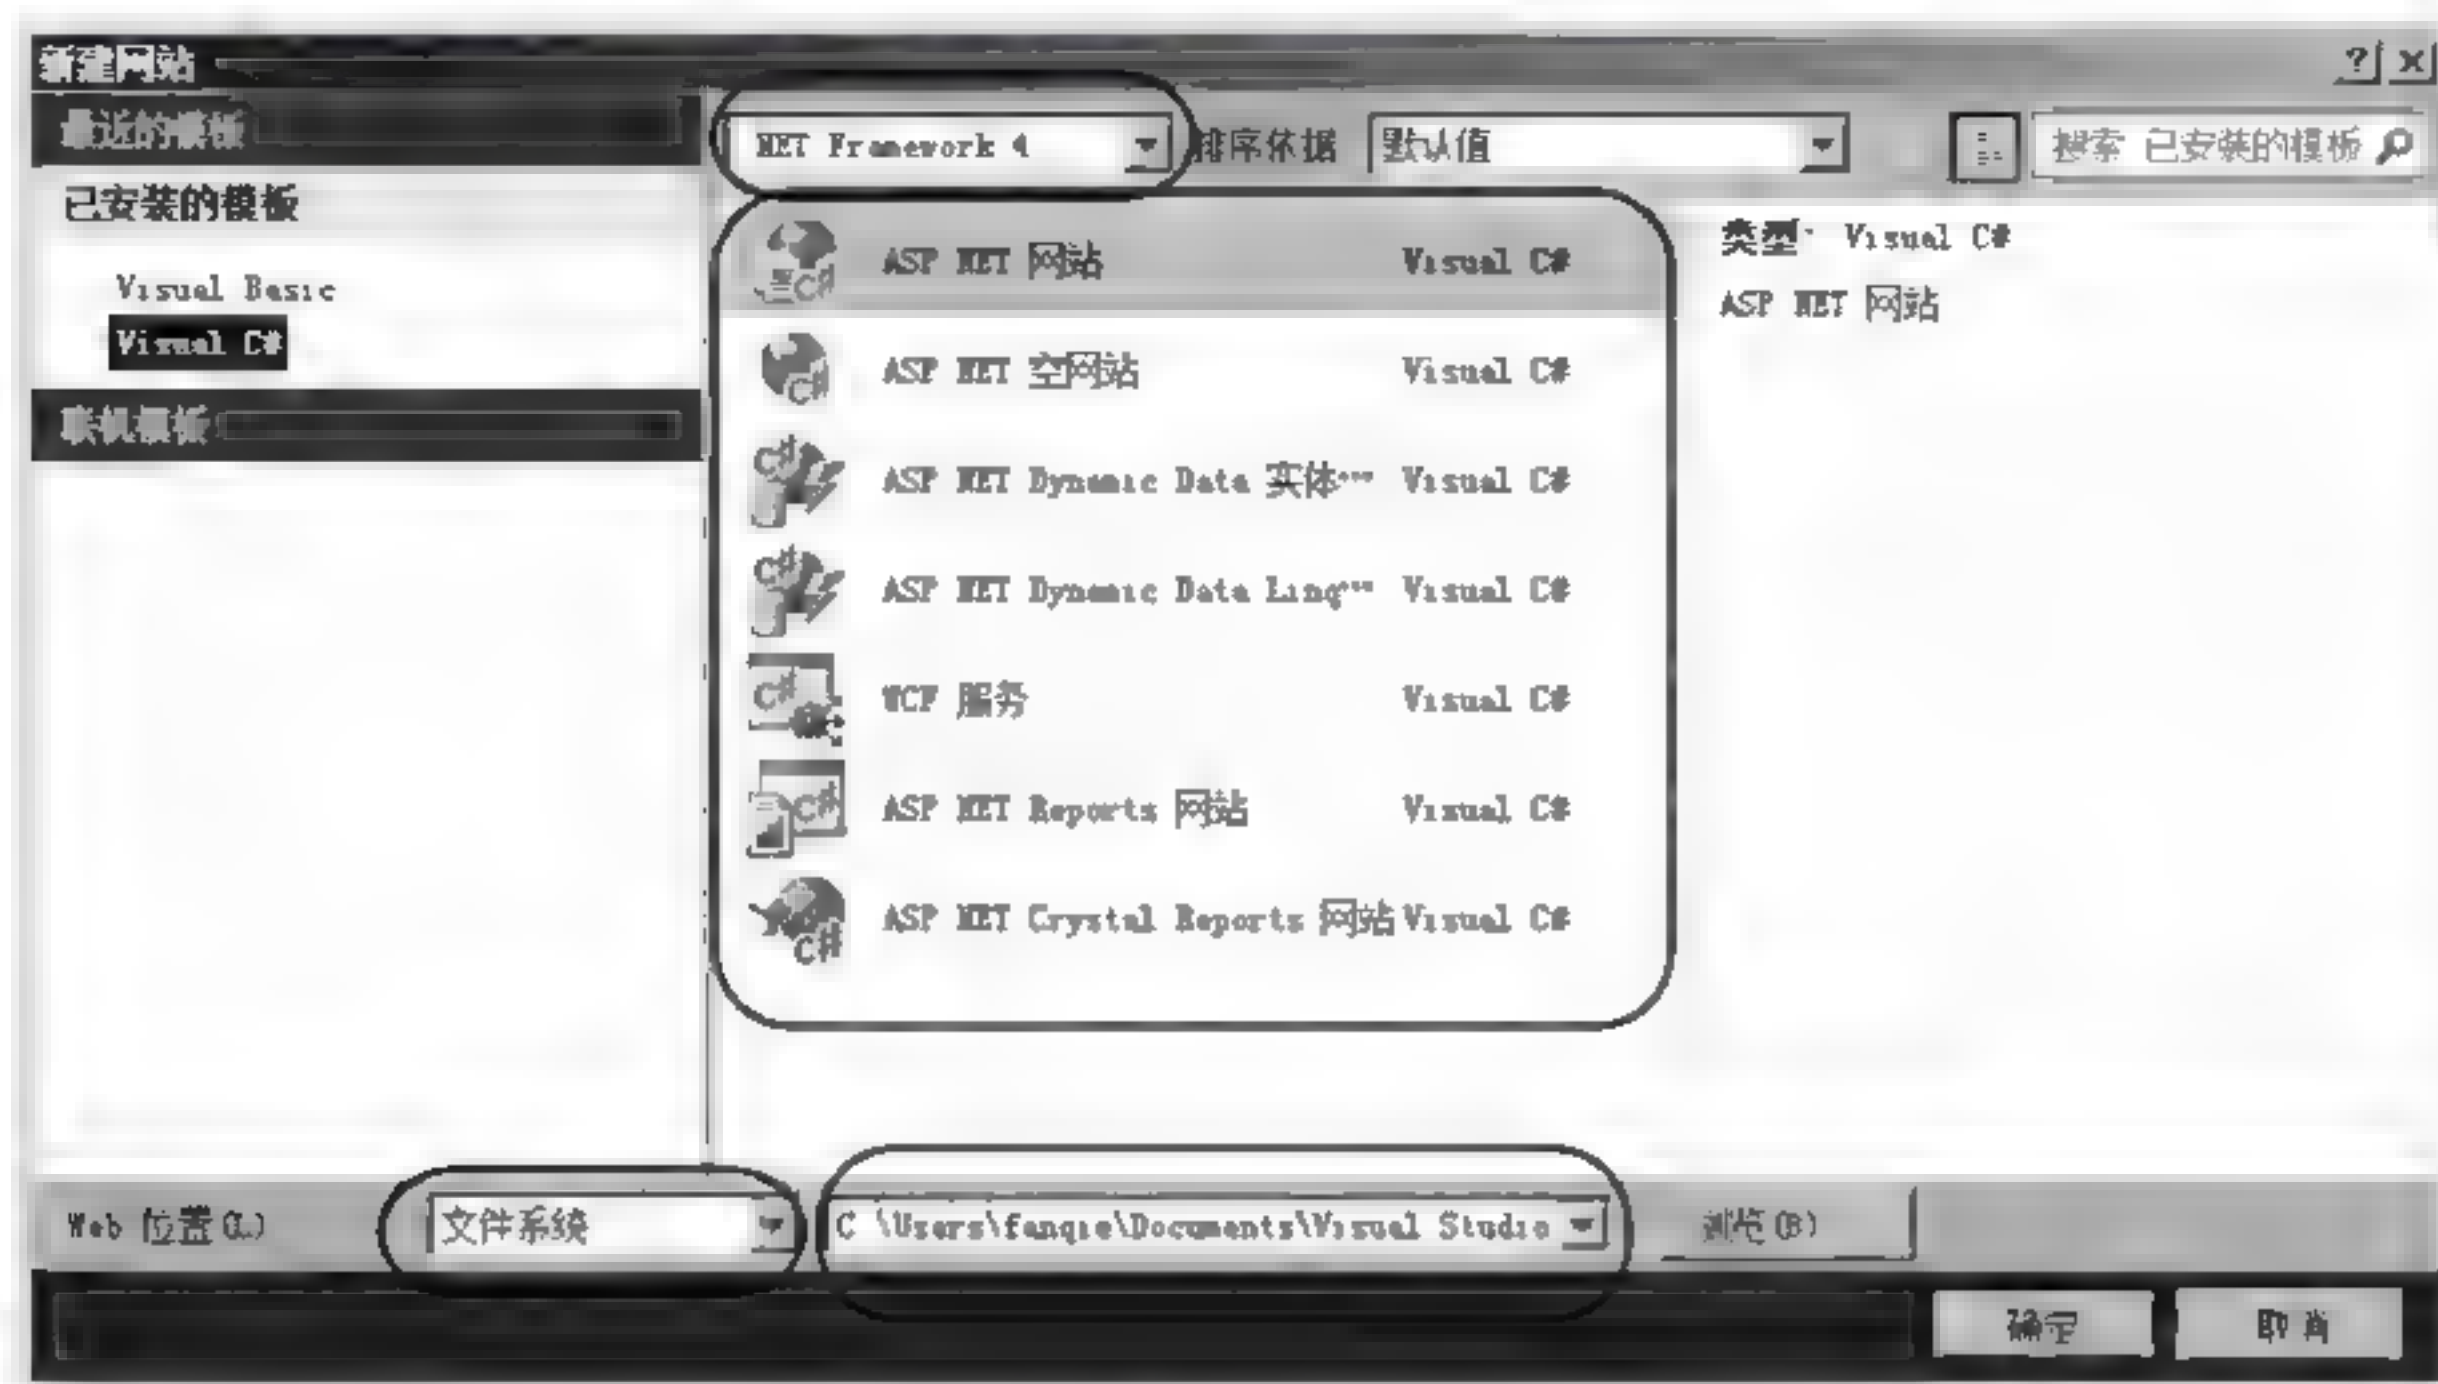 新建网站
最近的模板
已安装的模板
Visual Basic
Visual C#
联机模板
NET Framework 4 排序依据 默认值 搜索 已安装的模板
ASP NET 网站 Visual C#
ASP NET 空网站 Visual C#
ASP NET Dynamic Data 实体... Visual C#
ASP NET Dynamic Data Linq... Visual C#
WCF 服务 Visual C#
ASP NET Reports 网站 Visual C#
ASP NET Crystal Reports 网站 Visual C#
类型: Visual C#
ASP NET 网站
Web 位置(L) 文件系统 C \Users\fanqie\Documents\Visual Studio 浏览(B)
确定 取消